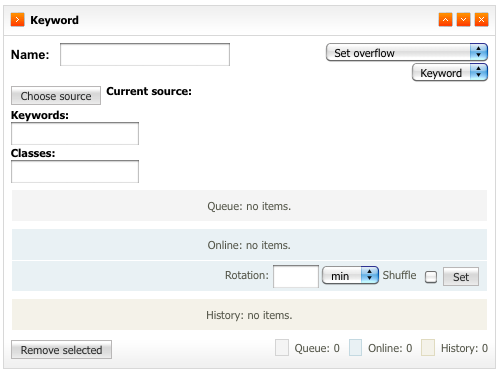 Keyword
Name:
Set overflow
Keyword
Choose source Current source:
Keywords:
Classes:
Queue: no items.
Online: no items.
Rotation: min Shuffle Set
History: no items.
Remove selected Queue: 0 Online: 0 History: 0